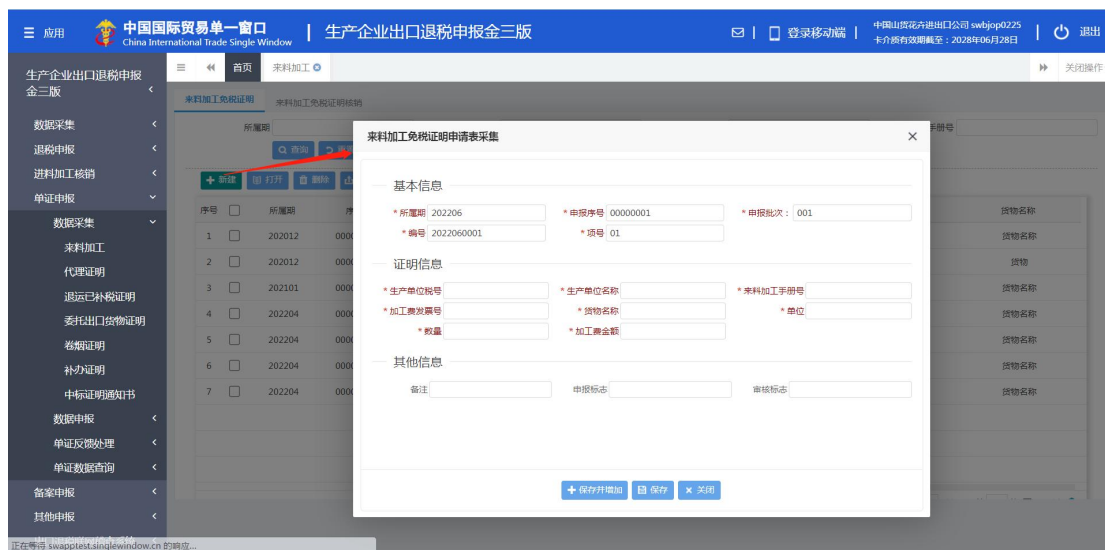 应用
中国国际贸易单一窗口
China International Trade Single Window
生产企业出口退税申报金三版
登录移动端
中国山货花卉进出口公司 swbjop0225
卡介质有效期截至：2028年06月28日
退出
生产企业出口退税申报金三版
首页
来料加工
关闭操作
数据采集
退税申报
进料加工核销
单证申报
数据采集
来料加工
代理证明
退运已补税证明
委托出口货物证明
卷烟证明
补办证明
中标证明通知书
数据申报
单证反馈处理
单证数据查询
备案申报
其他申报
来料加工免税证明
来料加工免税证明核销
所属期
手册号
查询
新建
打开
删除
序号 所属期 货物名称
1 202012 0000 货物名称
2 202012 0000 货物
3 202101 0000 货物名称
4 202204 0000 货物名称
5 202204 0000 货物名称
6 202204 0000 货物名称
7 202204 0000 货物名称
来料加工免税证明申请表采集
基本信息
* 所属期 202206 * 申报序号 00000001 * 申报批次： 001
* 编号 2022060001 * 项号 01
证明信息
* 生产单位税号 * 生产单位名称 * 来料加工手册号
* 加工费发票号 * 货物名称 * 单位
* 数量 * 加工费金额
其他信息
备注 申报标志 审核标志
保存并增加 保存 关闭
正在等待 swapptest.singlewindow.cn 的响应...